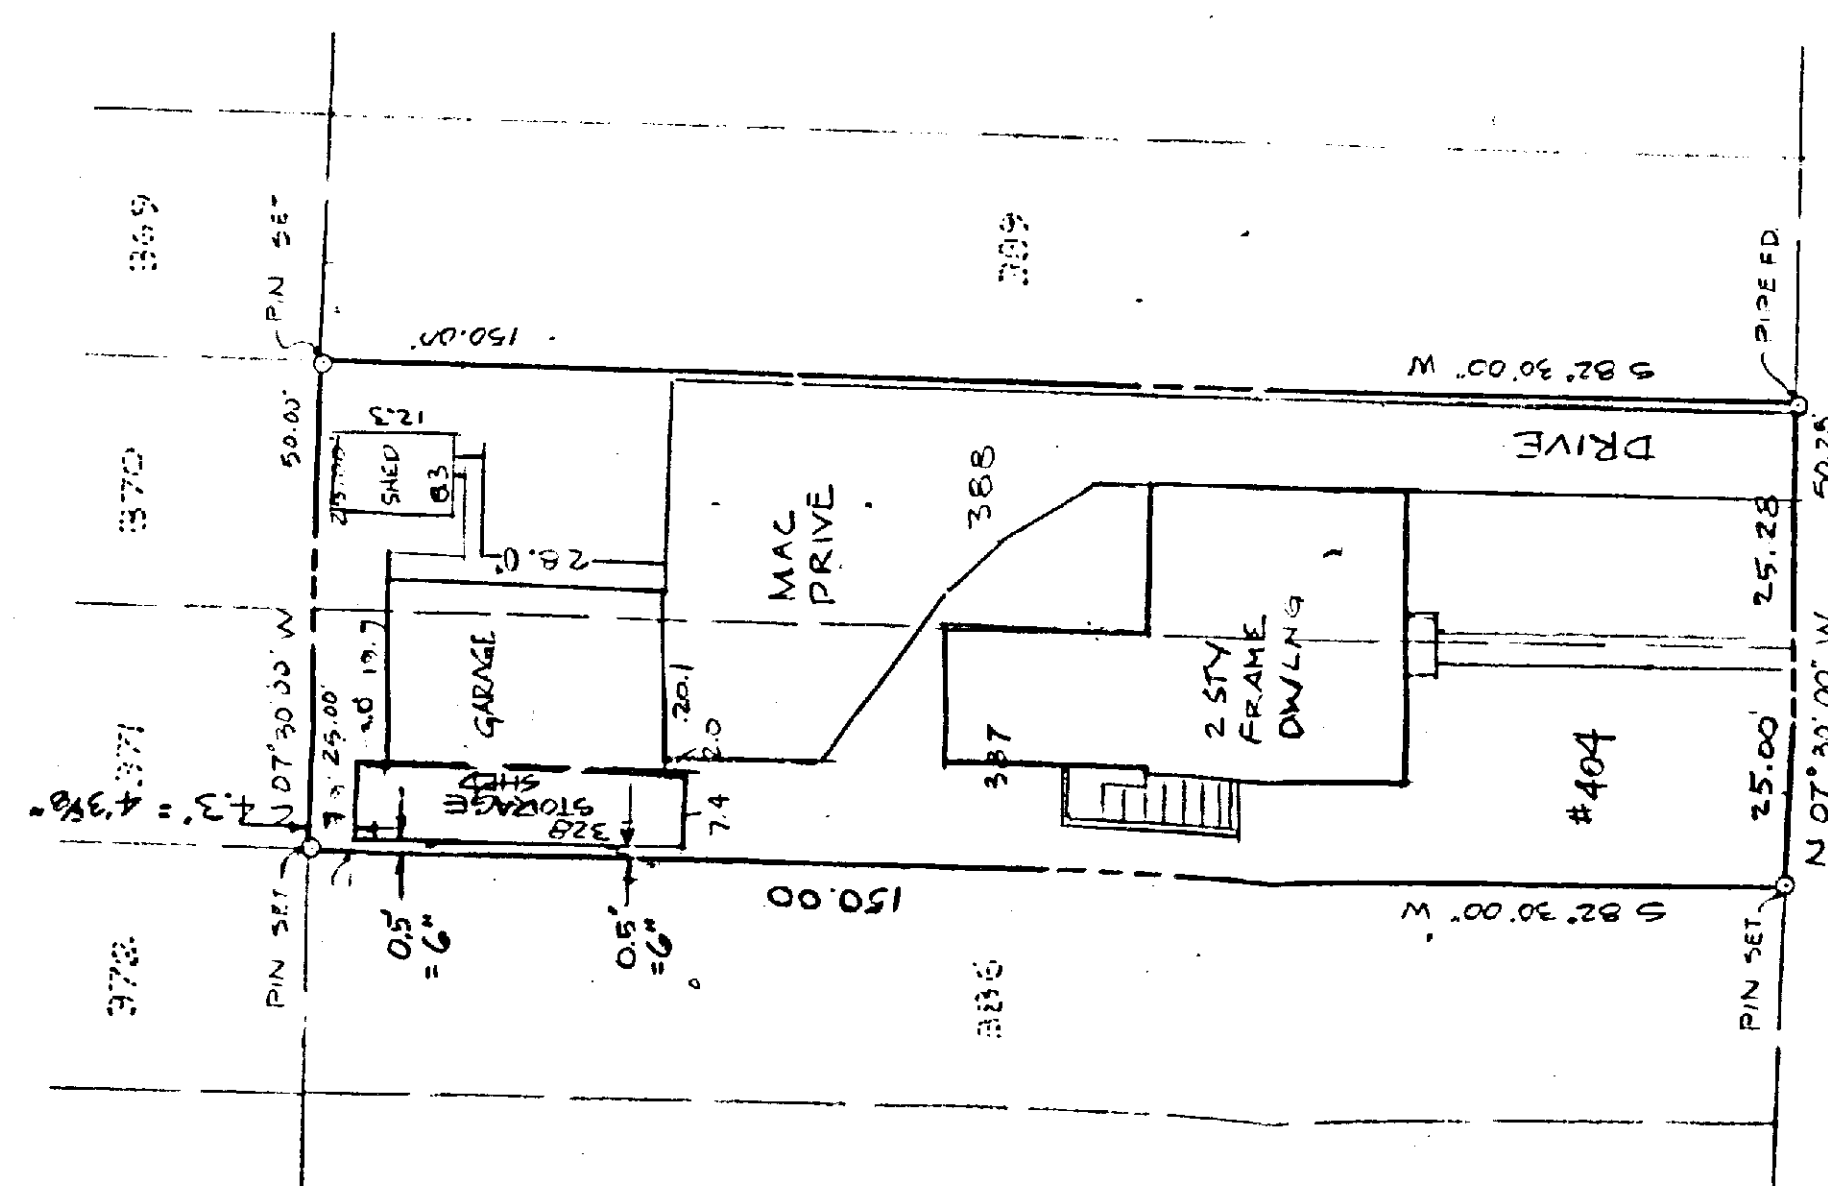 369
PIN SET
389
PIPE FD.
150.00'
S 82° 30' 00" W
50.00'
12.3
SHED
8.3
370
388
DRIVE
50.28
25.28
MAC
DRIVE
28.0'
19.7
GARAGE
20.1
2.0
2 STY
FRAME
DWLNG
N 07° 30' 00" W
25.00'
2.0
371
387
#404
25.00'
N 07° 30' 00" W
4.3' = 4'3⅝"
STORAGE
SHED
328
7.4
PIN SET
150.00
S 82° 30' 00" W
0.5'
= 6"
0.5'
= 6"
372
386
PIN SET